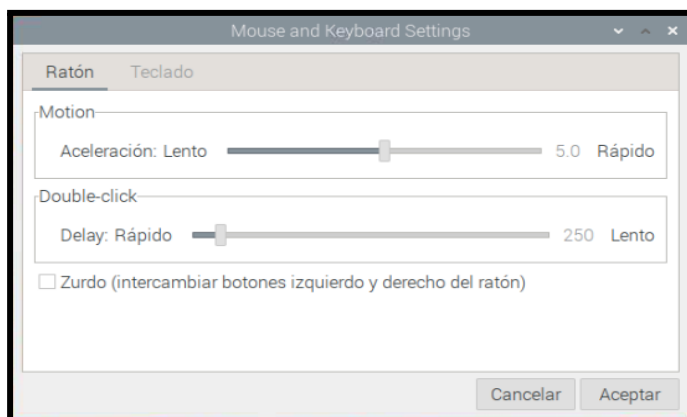 Mouse and Keyboard Settings
Ratón Teclado
Motion
Aceleración: Lento 5.0 Rápido
Double-click
Delay: Rápido 250 Lento
Zurdo (intercambiar botones izquierdo y derecho del ratón)
Cancelar Aceptar